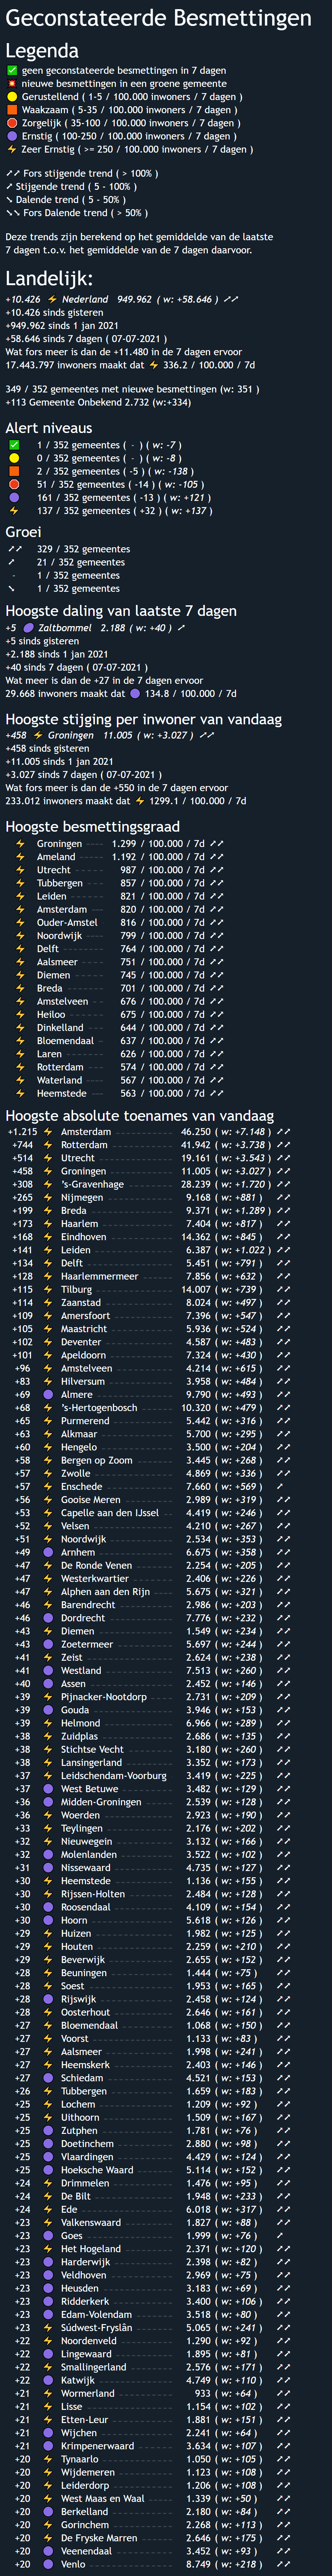 Geconstateerde Besmettingen
Legenda
✅ geen geconstateerde besmettingen in 7 dagen
💥 nieuwe besmettingen in een groene gemeente
🟡 Gerustellend ( 1-5 / 100.000 inwoners / 7 dagen )
🟧 Waakzaam ( 5-35 / 100.000 inwoners / 7 dagen )
🔴 Zorgelijk ( 35-100 / 100.000 inwoners / 7 dagen )
🟣 Ernstig ( 100-250 / 100.000 inwoners / 7 dagen )
⚡ Zeer Ernstig ( >= 250 / 100.000 inwoners / 7 dagen )
➚➚ Fors stijgende trend ( > 100% )
➚ Stijgende trend ( 5 - 100% )
➘ Dalende trend ( 5 - 50% )
➘➘ Fors Dalende trend ( > 50% )
Deze trends zijn berekend op het gemiddelde van de laatste
7 dagen t.o.v. het gemiddelde van de 7 dagen daarvoor.
Landelijk:
+10.426 ⚡ Nederland 949.962 ( w: +58.646 ) ➚➚
+10.426 sinds gisteren
+949.962 sinds 1 jan 2021
+58.646 sinds 7 dagen ( 07-07-2021 )
Wat fors meer is dan de +11.480 in de 7 dagen ervoor
17.443.797 inwoners maakt dat ⚡ 336.2 / 100.000 / 7d
349 / 352 gemeentes met nieuwe besmettingen (w: 351 )
+113 Gemeente Onbekend 2.732 (w:+334)
Alert niveaus
✅ 1 / 352 gemeentes ( - ) ( w: -7 )
🟡 0 / 352 gemeentes ( - ) ( w: -8 )
🟧 2 / 352 gemeentes ( -5 ) ( w: -138 )
🔴 51 / 352 gemeentes ( -14 ) ( w: -105 )
🟣 161 / 352 gemeentes ( -13 ) ( w: +121 )
⚡ 137 / 352 gemeentes ( +32 ) ( w: +137 )
Groei
➚➚ 329 / 352 gemeentes
➚ 21 / 352 gemeentes
- 1 / 352 gemeentes
➘ 1 / 352 gemeentes
Hoogste daling van laatste 7 dagen
+5 🟣 Zaltbommel 2.188 ( w: +40 ) ➚
+5 sinds gisteren
+2.188 sinds 1 jan 2021
+40 sinds 7 dagen ( 07-07-2021 )
Wat meer is dan de +27 in de 7 dagen ervoor
29.668 inwoners maakt dat 🟣 134.8 / 100.000 / 7d
Hoogste stijging per inwoner van vandaag
+458 ⚡ Groningen 11.005 ( w: +3.027 ) ➚➚
+458 sinds gisteren
+11.005 sinds 1 jan 2021
+3.027 sinds 7 dagen ( 07-07-2021 )
Wat fors meer is dan de +550 in de 7 dagen ervoor
233.012 inwoners maakt dat ⚡ 1299.1 / 100.000 / 7d
Hoogste besmettingsgraad
⚡ Groningen ---- 1.299 / 100.000 / 7d ➚➚
⚡ Ameland ---- 1.192 / 100.000 / 7d ➚➚
⚡ Utrecht ---- 987 / 100.000 / 7d ➚➚
⚡ Tubbergen ---- 857 / 100.000 / 7d ➚➚
⚡ Leiden ---- 821 / 100.000 / 7d ➚➚
⚡ Amsterdam ---- 820 / 100.000 / 7d ➚➚
⚡ Ouder-Amstel 816 / 100.000 / 7d ➚➚
⚡ Noordwijk ---- 799 / 100.000 / 7d ➚➚
⚡ Delft ---- 764 / 100.000 / 7d ➚➚
⚡ Aalsmeer ---- 751 / 100.000 / 7d ➚➚
⚡ Diemen ---- 745 / 100.000 / 7d ➚➚
⚡ Breda ---- 701 / 100.000 / 7d ➚➚
⚡ Amstelveen -- 676 / 100.000 / 7d ➚➚
⚡ Heiloo ---- 675 / 100.000 / 7d ➚➚
⚡ Dinkelland ---- 644 / 100.000 / 7d ➚➚
⚡ Bloemendaal - 637 / 100.000 / 7d ➚➚
⚡ Laren ---- 626 / 100.000 / 7d ➚➚
⚡ Rotterdam ---- 574 / 100.000 / 7d ➚➚
⚡ Waterland ---- 567 / 100.000 / 7d ➚➚
⚡ Heemstede --- 563 / 100.000 / 7d ➚➚
Hoogste absolute toenames van vandaag
+1.215 ⚡ Amsterdam ---- 46.250 ( w: +7.148 ) ➚➚
+744 ⚡ Rotterdam ---- 41.942 ( w: +3.738 ) ➚➚
+514 ⚡ Utrecht ---- 19.161 ( w: +3.543 ) ➚➚
+458 ⚡ Groningen ---- 11.005 ( w: +3.027 ) ➚➚
+308 ⚡ 's-Gravenhage ---- 28.239 ( w: +1.720 ) ➚➚
+265 ⚡ Nijmegen ---- 9.168 ( w: +881 ) ➚➚
+199 ⚡ Breda ---- 9.371 ( w: +1.289 ) ➚➚
+173 ⚡ Haarlem ---- 7.404 ( w: +817 ) ➚➚
+168 ⚡ Eindhoven ---- 14.362 ( w: +845 ) ➚➚
+141 ⚡ Leiden ---- 6.387 ( w: +1.022 ) ➚➚
+134 ⚡ Delft ---- 5.451 ( w: +791 ) ➚➚
+128 ⚡ Haarlemmermeer ---- 7.856 ( w: +632 ) ➚➚
+115 ⚡ Tilburg ---- 14.007 ( w: +739 ) ➚➚
+114 ⚡ Zaanstad ---- 8.024 ( w: +497 ) ➚➚
+109 ⚡ Amersfoort ---- 7.396 ( w: +547 ) ➚➚
+105 ⚡ Maastricht ---- 5.936 ( w: +524 ) ➚➚
+102 ⚡ Deventer ---- 4.587 ( w: +483 ) ➚➚
+101 ⚡ Apeldoorn ---- 7.324 ( w: +430 ) ➚➚
+96 ⚡ Amstelveen ---- 4.214 ( w: +615 ) ➚➚
+83 ⚡ Hilversum ---- 3.958 ( w: +484 ) ➚➚
+69 🟣 Almere ---- 9.790 ( w: +493 ) ➚➚
+68 ⚡ 's-Hertogenbosch ---- 10.320 ( w: +479 ) ➚➚
+65 ⚡ Purmerend ---- 5.442 ( w: +316 ) ➚➚
+63 ⚡ Alkmaar ---- 5.700 ( w: +295 ) ➚➚
+60 ⚡ Hengelo ---- 3.500 ( w: +204 ) ➚➚
+58 ⚡ Bergen op Zoom ---- 3.445 ( w: +268 ) ➚➚
+57 ⚡ Zwolle ---- 4.869 ( w: +336 ) ➚➚
+57 ⚡ Enschede ---- 7.660 ( w: +569 ) ➚
+56 ⚡ Gooise Meren ---- 2.989 ( w: +319 ) ➚➚
+53 ⚡ Capelle aan den IJssel -- 4.419 ( w: +246 ) ➚➚
+52 ⚡ Velsen ---- 4.210 ( w: +267 ) ➚➚
+51 ⚡ Noordwijk ---- 2.534 ( w: +353 ) ➚➚
+49 🟣 Arnhem ---- 6.675 ( w: +358 ) ➚➚
+47 ⚡ De Ronde Venen ---- 2.254 ( w: +205 ) ➚➚
+47 ⚡ Westerkwartier ---- 2.406 ( w: +226 ) ➚➚
+47 ⚡ Alphen aan den Rijn ---- 5.675 ( w: +321 ) ➚➚
+46 ⚡ Barendrecht ---- 2.986 ( w: +203 ) ➚➚
+46 🟣 Dordrecht ---- 7.776 ( w: +232 ) ➚➚
+43 ⚡ Diemen ---- 1.549 ( w: +234 ) ➚➚
+43 🟣 Zoetermeer ---- 5.697 ( w: +244 ) ➚➚
+41 ⚡ Zeist ---- 2.624 ( w: +238 ) ➚➚
+41 🟣 Westland ---- 7.513 ( w: +260 ) ➚➚
+40 🟣 Assen ---- 2.452 ( w: +146 ) ➚➚
+39 ⚡ Pijnacker-Nootdorp ---- 2.731 ( w: +209 ) ➚➚
+39 🟣 Gouda ---- 3.946 ( w: +153 ) ➚➚
+39 ⚡ Helmond ---- 6.966 ( w: +289 ) ➚➚
+38 ⚡ Zuidplas ---- 2.686 ( w: +135 ) ➚➚
+38 ⚡ Stichtse Vecht ---- 3.180 ( w: +260 ) ➚➚
+38 ⚡ Lansingerland ---- 3.352 ( w: +173 ) ➚➚
+37 ⚡ Leidschendam-Voorburg 3.419 ( w: +225 ) ➚➚
+37 🟣 West Betuwe ---- 3.482 ( w: +129 ) ➚➚
+36 🟣 Midden-Groningen ---- 2.539 ( w: +128 ) ➚➚
+36 ⚡ Woerden ---- 2.923 ( w: +190 ) ➚➚
+33 ⚡ Teylingen ---- 2.176 ( w: +202 ) ➚➚
+32 ⚡ Nieuwegein ---- 3.132 ( w: +166 ) ➚➚
+32 🟣 Molenlanden ---- 3.522 ( w: +102 ) ➚➚
+31 🟣 Nissewaard ---- 4.735 ( w: +127 ) ➚➚
+30 ⚡ Heemstede ---- 1.136 ( w: +155 ) ➚➚
+30 ⚡ Rijssen-Holten ---- 2.484 ( w: +128 ) ➚➚
+30 🟣 Roosendaal ---- 4.109 ( w: +154 ) ➚➚
+30 🟣 Hoorn ---- 5.618 ( w: +126 ) ➚➚
+29 ⚡ Huizen ---- 1.982 ( w: +125 ) ➚➚
+29 ⚡ Houten ---- 2.259 ( w: +210 ) ➚➚
+29 ⚡ Beverwijk ---- 2.655 ( w: +152 ) ➚➚
+28 ⚡ Beuningen ---- 1.444 ( w: +75 ) ➚➚
+28 ⚡ Soest ---- 1.953 ( w: +165 ) ➚➚
+28 🟣 Rijswijk ---- 2.458 ( w: +124 ) ➚➚
+28 ⚡ Oosterhout ---- 2.646 ( w: +161 ) ➚➚
+27 ⚡ Bloemendaal ---- 1.068 ( w: +150 ) ➚➚
+27 ⚡ Voorst ---- 1.133 ( w: +83 ) ➚➚
+27 ⚡ Aalsmeer ---- 1.998 ( w: +241 ) ➚➚
+27 ⚡ Heemskerk ---- 2.403 ( w: +146 ) ➚➚
+27 🟣 Schiedam ---- 4.521 ( w: +153 ) ➚➚
+26 ⚡ Tubbergen ---- 1.659 ( w: +183 ) ➚➚
+25 ⚡ Lochem ---- 1.209 ( w: +92 ) ➚➚
+25 ⚡ Uithoorn ---- 1.509 ( w: +167 ) ➚➚
+25 🟣 Zutphen ---- 1.781 ( w: +76 ) ➚➚
+25 🟣 Doetinchem ---- 2.880 ( w: +98 ) ➚➚
+25 🟣 Vlaardingen ---- 4.429 ( w: +124 ) ➚➚
+25 🟣 Hoeksche Waard ---- 5.114 ( w: +152 ) ➚➚
+24 ⚡ Drimmelen ---- 1.476 ( w: +95 ) ➚➚
+24 ⚡ De Bilt ---- 1.948 ( w: +233 ) ➚➚
+24 ⚡ Ede ---- 6.018 ( w: +317 ) ➚➚
+23 ⚡ Valkenswaard ---- 1.827 ( w: +88 ) ➚➚
+23 🟣 Goes ---- 1.999 ( w: +76 ) ➚
+23 ⚡ Het Hogeland ---- 2.371 ( w: +120 ) ➚➚
+23 🟣 Harderwijk ---- 2.398 ( w: +82 ) ➚➚
+23 🟣 Veldhoven ---- 2.969 ( w: +75 ) ➚➚
+23 🟣 Heusden ---- 3.183 ( w: +69 ) ➚➚
+23 🟣 Ridderkerk ---- 3.400 ( w: +106 ) ➚➚
+23 🟣 Edam-Volendam ---- 3.518 ( w: +80 ) ➚➚
+23 ⚡ Súdwest-Fryslân ---- 5.065 ( w: +241 ) ➚➚
+22 ⚡ Noordenveld ---- 1.290 ( w: +92 ) ➚➚
+22 🟣 Lingewaard ---- 1.895 ( w: +81 ) ➚➚
+22 ⚡ Smallingerland ---- 2.576 ( w: +171 ) ➚➚
+22 🟣 Katwijk ---- 4.749 ( w: +110 ) ➚➚
+21 ⚡ Wormerland ---- 933 ( w: +64 ) ➚➚
+21 ⚡ Lisse ---- 1.154 ( w: +102 ) ➚➚
+21 ⚡ Etten-Leur ---- 1.881 ( w: +151 ) ➚➚
+21 🟣 Wijchen ---- 2.241 ( w: +64 ) ➚➚
+21 🟣 Krimpenerwaard ---- 3.634 ( w: +107 ) ➚➚
+20 ⚡ Tynaarlo ---- 1.050 ( w: +105 ) ➚➚
+20 ⚡ Wijdemeren ---- 1.123 ( w: +108 ) ➚➚
+20 ⚡ Leiderdorp ---- 1.206 ( w: +108 ) ➚➚
+20 ⚡ West Maas en Waal ---- 1.339 ( w: +50 ) ➚➚
+20 🟣 Berkelland ---- 2.180 ( w: +84 ) ➚➚
+20 ⚡ Gorinchem ---- 2.268 ( w: +113 ) ➚➚
+20 ⚡ De Fryske Marren ---- 2.646 ( w: +175 ) ➚➚
+20 🟣 Veenendaal ---- 3.452 ( w: +93 ) ➚➚
+20 🟣 Venlo ---- 8.749 ( w: +218 ) ➚➚